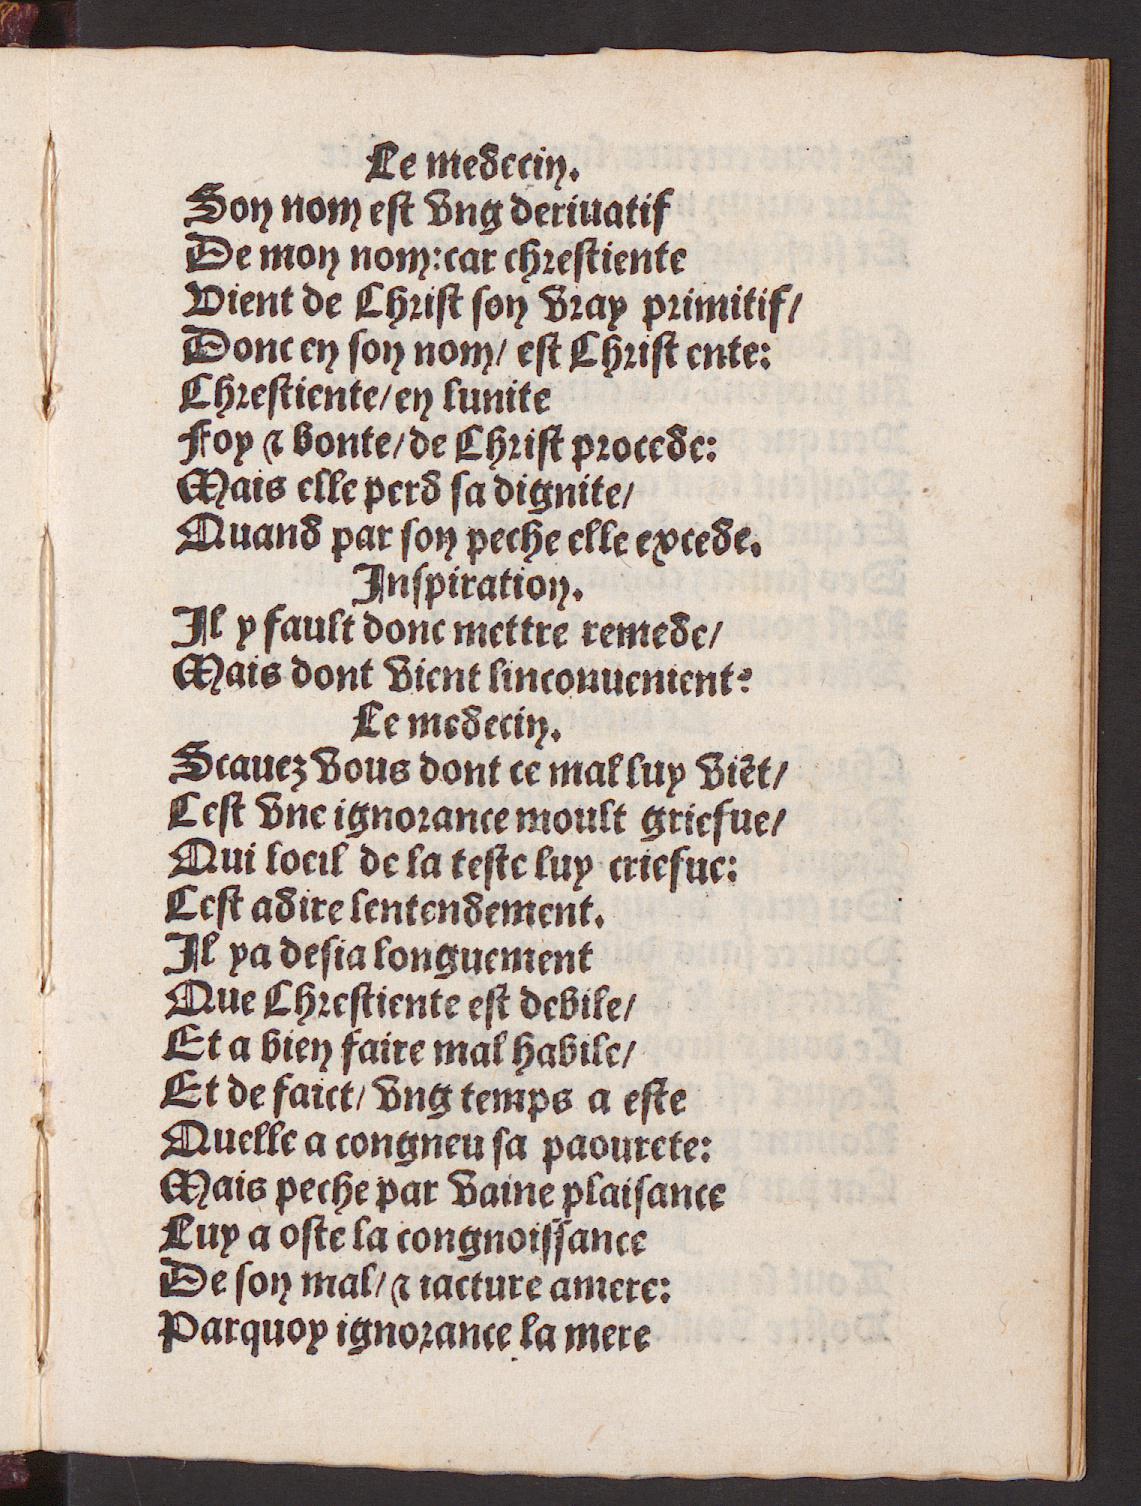 Le medecin.
Son nom est vng deriuatif
De mon nom:car chrestiente
Vient de Christ son vray primitif/
Donc en son nom/ est Christ ente:
Chrestiente/en lunite
Foy ⁊ bonte/de Christ procede:
Mais elle perd sa dignite/
Quand par son peche elle excede.
Inspiration.
Il y fault donc mettre remede/
Mais dont vient linconuenient?
Le medecin.
Scauez vous dont ce mal luy viēt/
Cest vne ignorance moult griefue/
Qui loeil de la teste luy criefue:
Cest adire lentendement.
Il ya desia longuement
Que Chrestiente est debile/
Et a bien faire mal habile/
Et de faict/ vng temps a este
Quelle a congneu sa paourete:
Mais peche par vaine plaisance
Luy a oste la congnoissance
De son mal/⁊ iacture amere:
Parquoy ignorance la mere